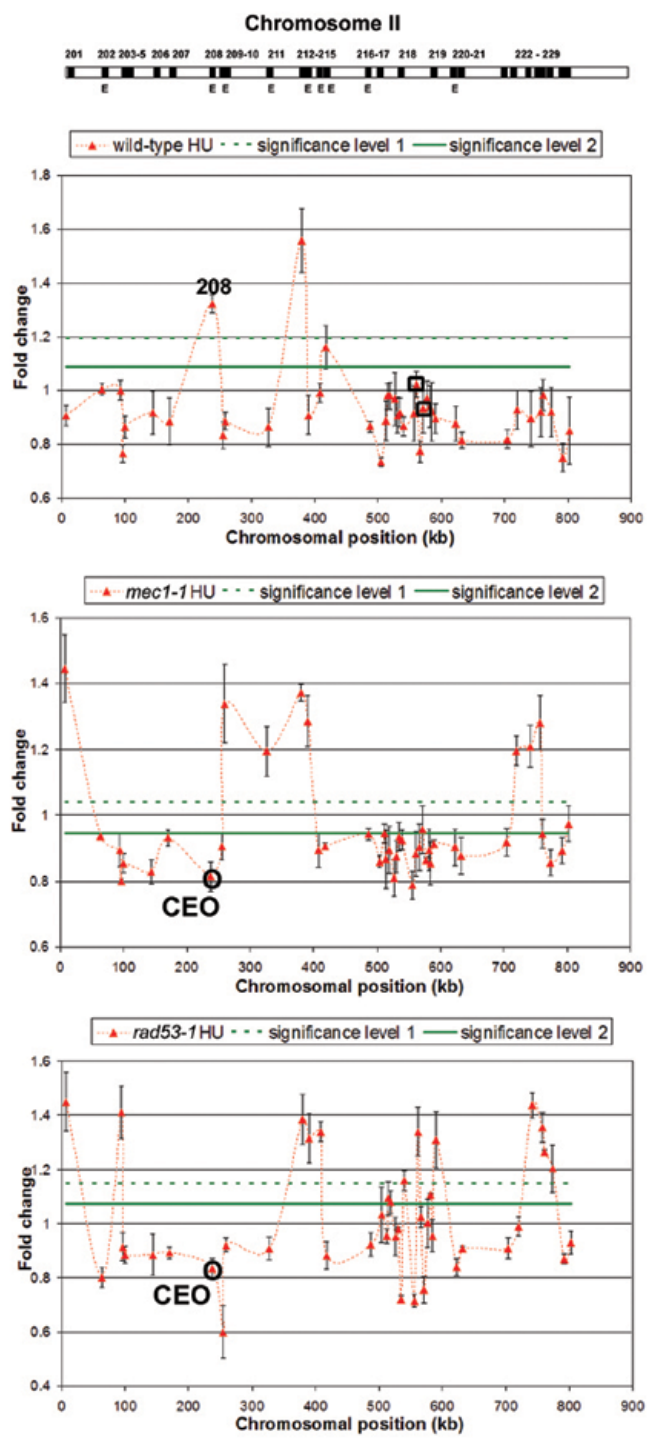 Chromosome II
201 202 203-5 206 207 208 209-10 211 212-215 216-17 218 219 220-21 222 - 229
E E E E E E E E E
wild-type HU significance level 1 significance level 2
Fold change
1.8
1.6
1.4
1.2
1
0.8
0.6
208
0 100 200 300 400 500 600 700 800 900
Chromosomal position (kb)
mec1-1 HU significance level 1 significance level 2
Fold change
1.6
1.4
1.2
1
0.8
0.6
CEO
0 100 200 300 400 500 600 700 800 900
Chromosomal position (kb)
rad53-1 HU significance level 1 significance level 2
Fold change
1.6
1.4
1.2
1
0.8
0.6
0.4
CEO
0 100 200 300 400 500 600 700 800 900
Chromosomal position (kb)